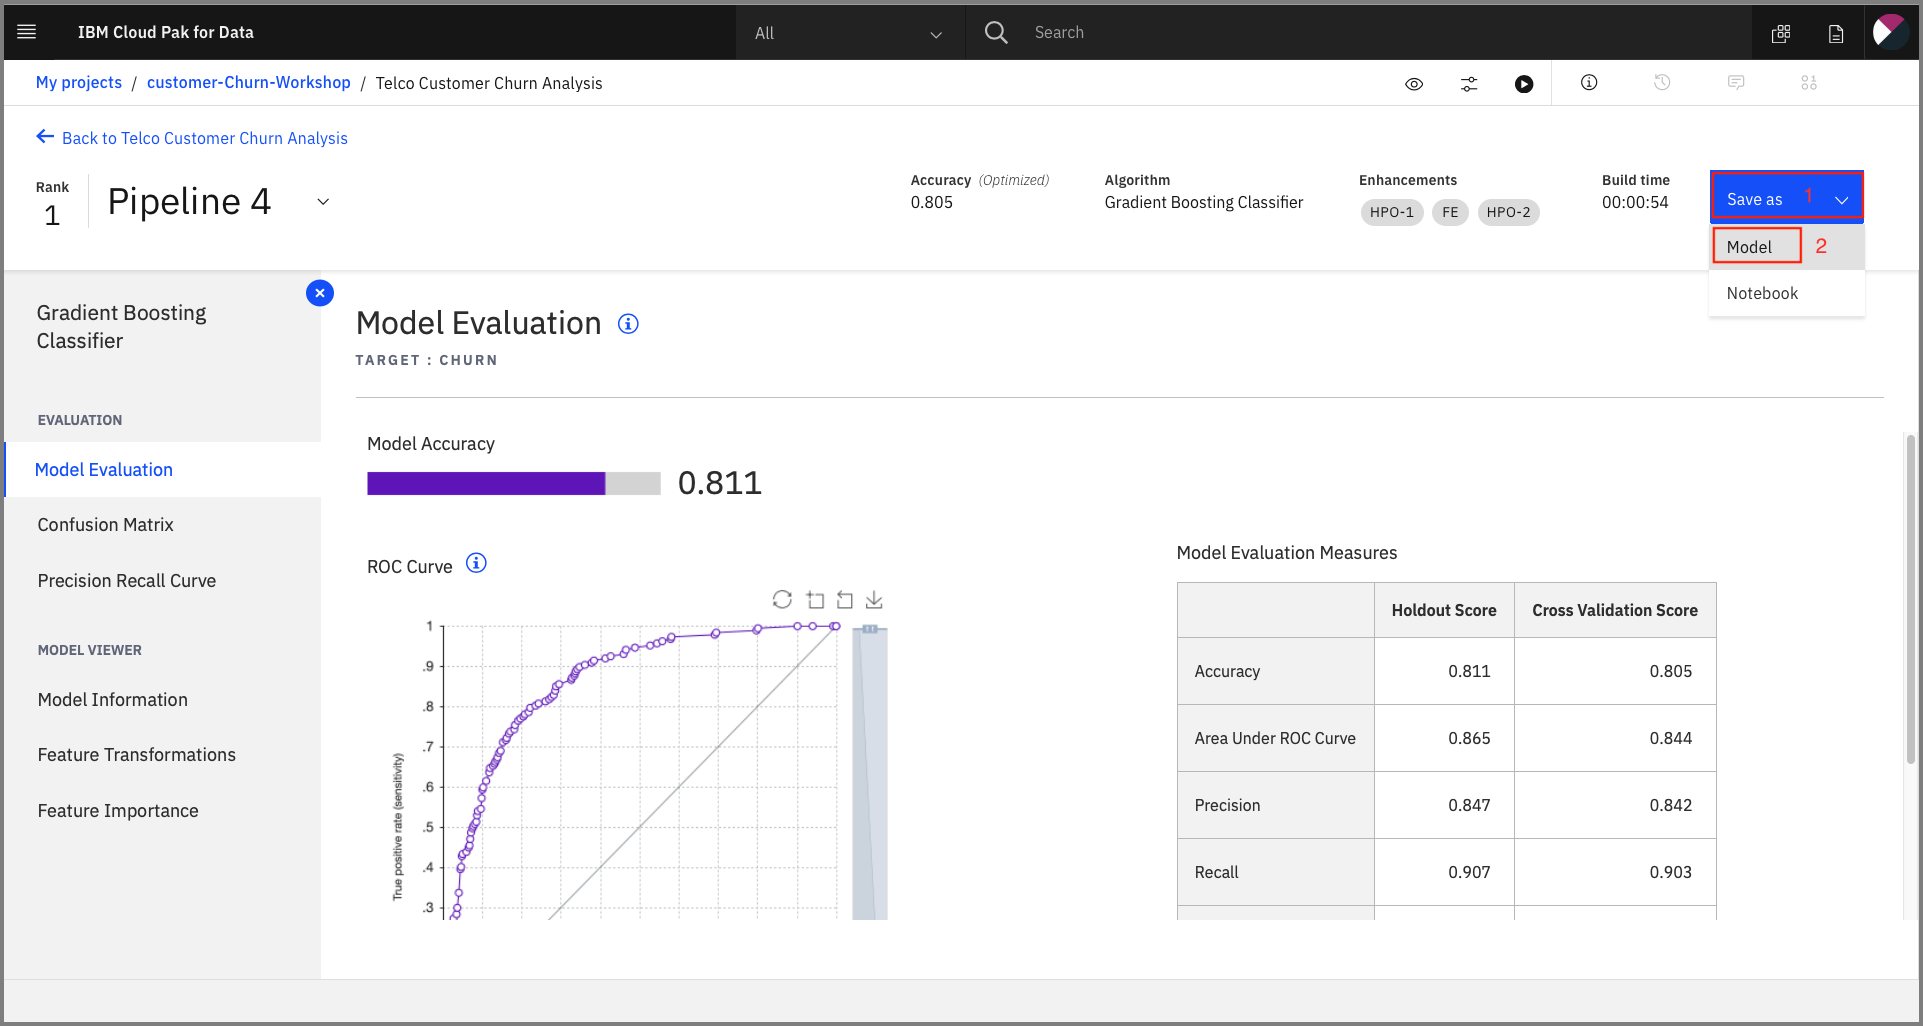 IBM Cloud Pak for Data
All
Search
My projects / customer-Churn-Workshop / Telco Customer Churn Analysis
Back to Telco Customer Churn Analysis
Rank
1
Pipeline 4
Accuracy (Optimized)
0.805
Algorithm
Gradient Boosting Classifier
Enhancements
HPO-1 FE HPO-2
Build time
00:00:54
Save as 1
Model 2
Notebook
Gradient Boosting
Classifier
EVALUATION
Model Evaluation
Confusion Matrix
Precision Recall Curve
MODEL VIEWER
Model Information
Feature Transformations
Feature Importance
Model Evaluation
TARGET : CHURN
Model Accuracy
0.811
ROC Curve
True positive rate (sensitivity)
1
.9
.8
.7
.6
.5
.4
.3
Model Evaluation Measures
Holdout Score Cross Validation Score
Accuracy 0.811 0.805
Area Under ROC Curve 0.865 0.844
Precision 0.847 0.842
Recall 0.907 0.903